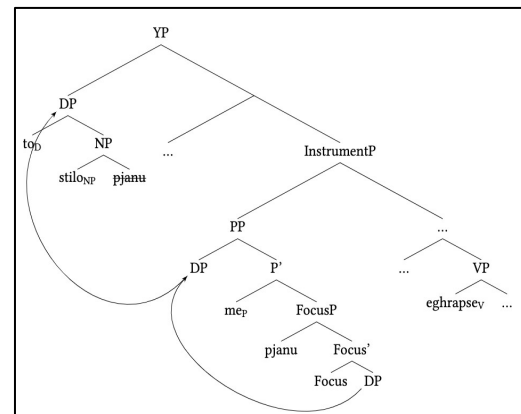 YP
DP
to_D NP ... InstrumentP
stilo_NP pjanu
PP ...
DP P' ... VP
me_P FocusP eghrapse_V ...
pjanu Focus'
Focus DP